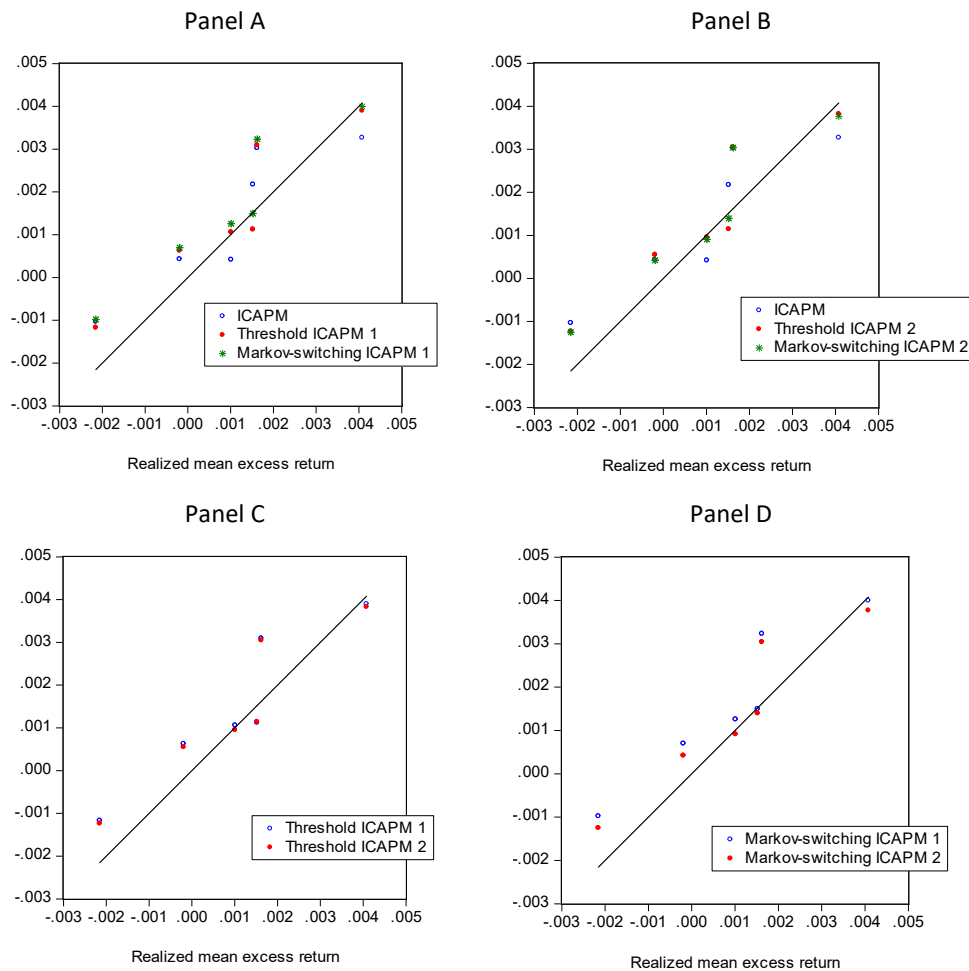 Panel A
.005
.004
.003
.002
.001
.000
-.001
-.002
-.003
-.003 -.002 -.001 .000 .001 .002 .003 .004 .005
ICAPM
Threshold ICAPM 1
Markov-switching ICAPM 1
Realized mean excess return
Panel B
.005
.004
.003
.002
.001
.000
-.001
-.002
-.003
-.003 -.002 -.001 .000 .001 .002 .003 .004 .005
ICAPM
Threshold ICAPM 2
Markov-switching ICAPM 2
Realized mean excess return
Panel C
.005
.004
.003
.002
.001
.000
-.001
-.002
-.003
-.003 -.002 -.001 .000 .001 .002 .003 .004 .005
Threshold ICAPM 1
Threshold ICAPM 2
Realized mean excess return
Panel D
.005
.004
.003
.002
.001
.000
-.001
-.002
-.003
-.003 -.002 -.001 .000 .001 .002 .003 .004 .005
Markov-switching ICAPM 1
Markov-switching ICAPM 2
Realized mean excess return